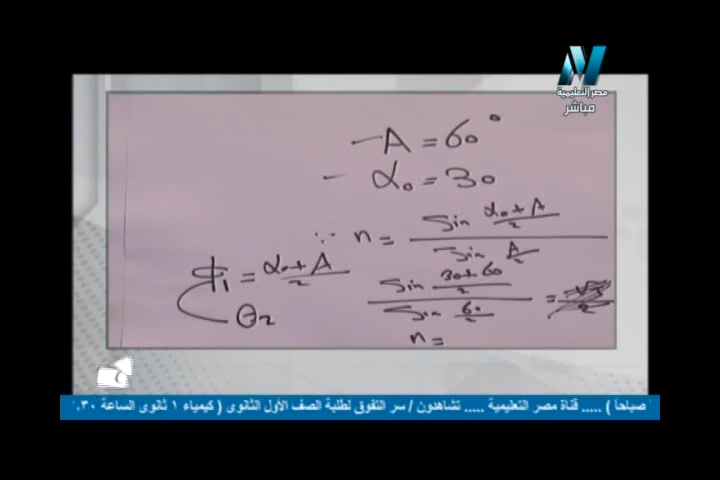 مصر التعليمية
مباشر
– A = 60°
– α₀ = 30
∵ n = sin (α₀ + A)/2 / sin A/2
ϕ₁ = (α₀ + A)/2
sin (30 + 60)/2 / sin 60/2 =
θ₂
n =
صباحا ) ..... قناة مصر التعليمية ..... تشاهدون / سر التفوق لطلبة الصف الأول الثانوى ( كيمياء ١ ثانوى الساعة ٣٠.